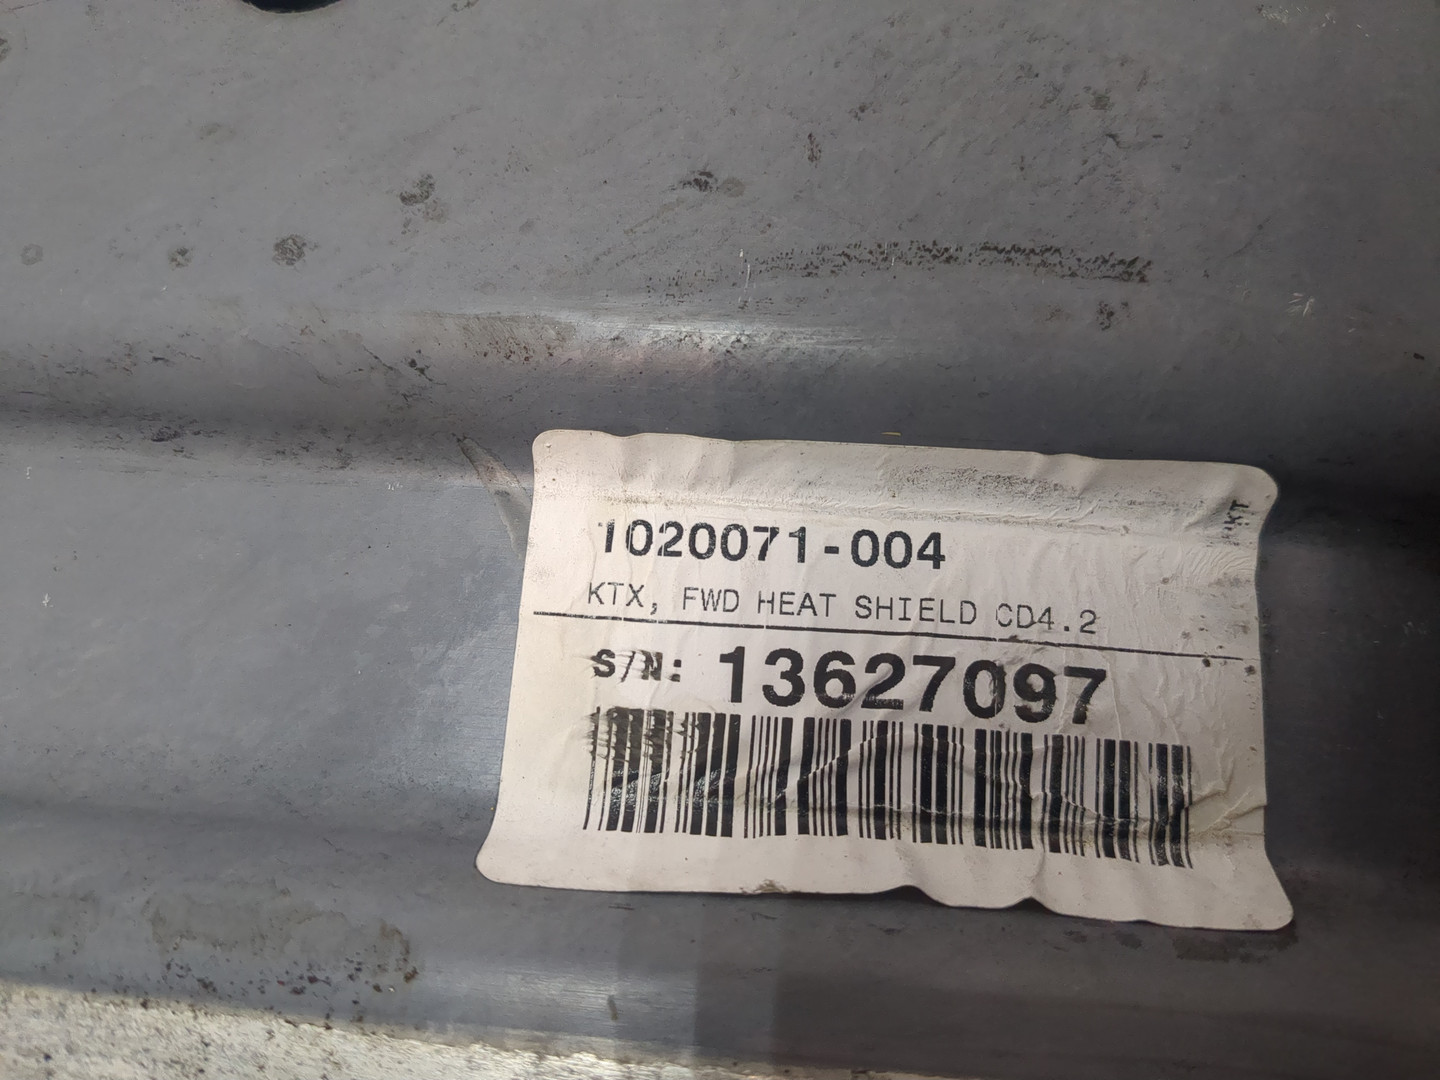 1020071-004
KTX, FWD HEAT SHIELD CD4.2
S/N: 13627097